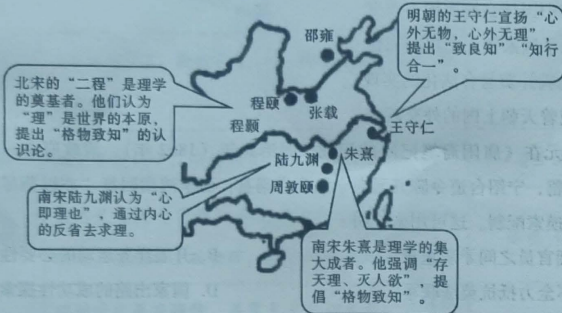 明朝的王守仁宣扬“心
外无物，心外无理”，
提出“致良知”“知行
合一”。
邵雍
北宋的“二程”是理学
的奠基者。他们认为
“理”是世界的本原、
提出“格物致知”的认
识论。
程颐
张载
程颢
王守仁
朱熹
陆九渊
周敦颐
南宋陆九渊认为“心
即理也”，通过内心
的反省去求理。
南宋朱熹是理学的集
大成者。他强调“存
天理、灭人欲”，提
倡“格物致知”。